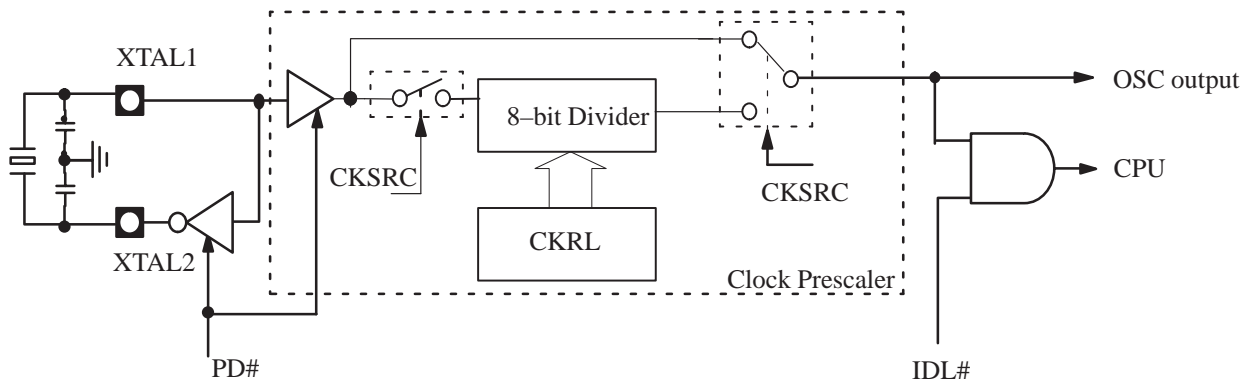 XTAL1
OSC output
8–bit Divider
CKSRC
CPU
CKSRC
CKRL
XTAL2
Clock Prescaler
PD#
IDL#